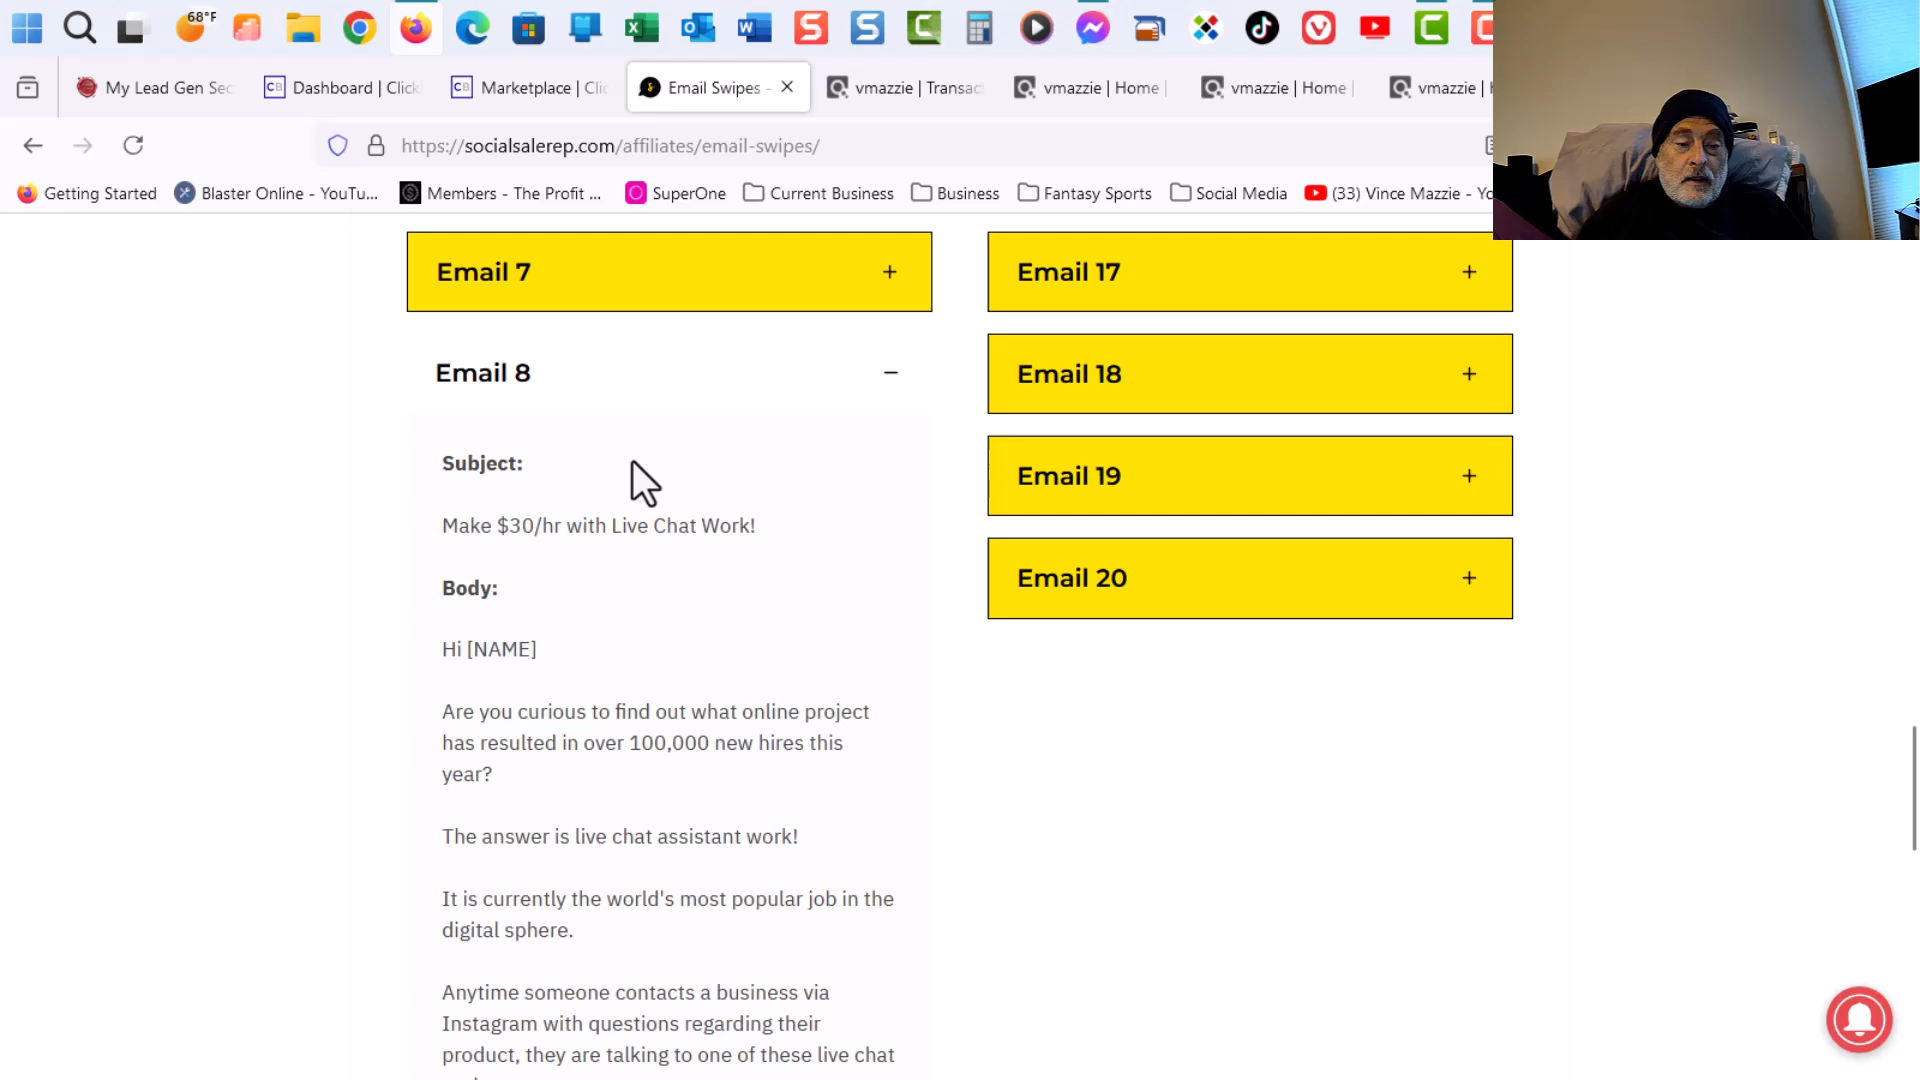 68°F
My Lead Gen Sec
Dashboard | Click
Marketplace | Clic
Email Swipes -
vmazzie | Transac
vmazzie | Home |
vmazzie | Home |
vmazzie |
https://socialsalerep.com/affiliates/email-swipes/
Getting Started
Blaster Online - YouTu...
Members - The Profit ...
SuperOne
Current Business
Business
Fantasy Sports
Social Media
(33) Vince Mazzie - Yo
Email 7
Email 17
Email 8
Email 18
Email 19
Email 20
Subject:
Make $30/hr with Live Chat Work!
Body:
Hi [NAME]
Are you curious to find out what online project
has resulted in over 100,000 new hires this
year?
The answer is live chat assistant work!
It is currently the world's most popular job in the
digital sphere.
Anytime someone contacts a business via
Instagram with questions regarding their
product, they are talking to one of these live chat